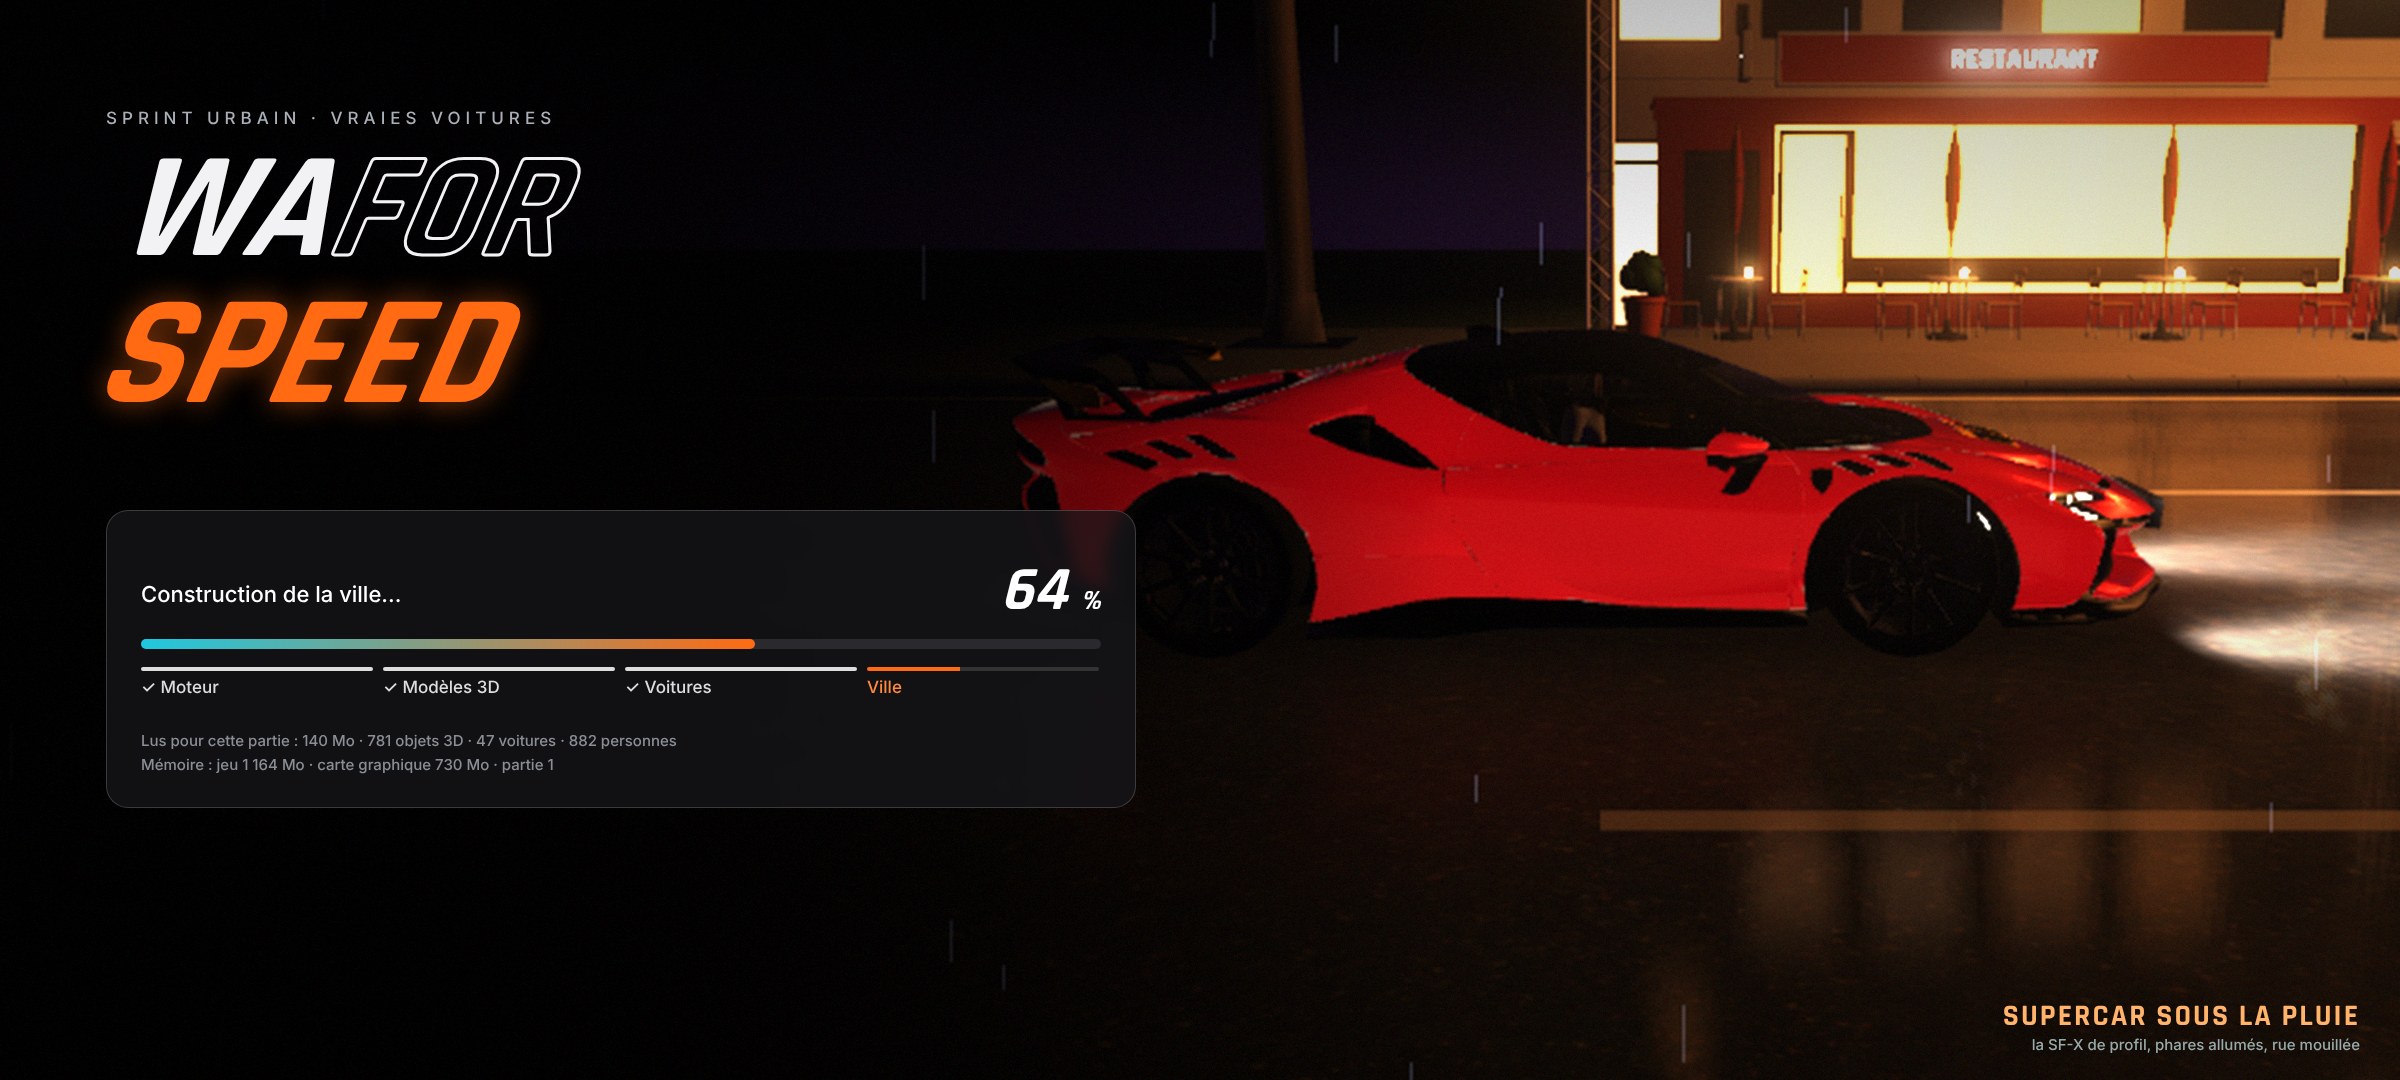 RESTAURANT
SPRINT URBAIN · VRAIES VOITURES
WAFOR
SPEED
Construction de la ville...
64 %
✓ Moteur
✓ Modèles 3D
✓ Voitures
Ville
Lus pour cette partie : 140 Mo · 781 objets 3D · 47 voitures · 882 personnes
Mémoire : jeu 1 164 Mo · carte graphique 730 Mo · partie 1
SUPERCAR SOUS LA PLUIE
la SF-X de profil, phares allumés, rue mouillée